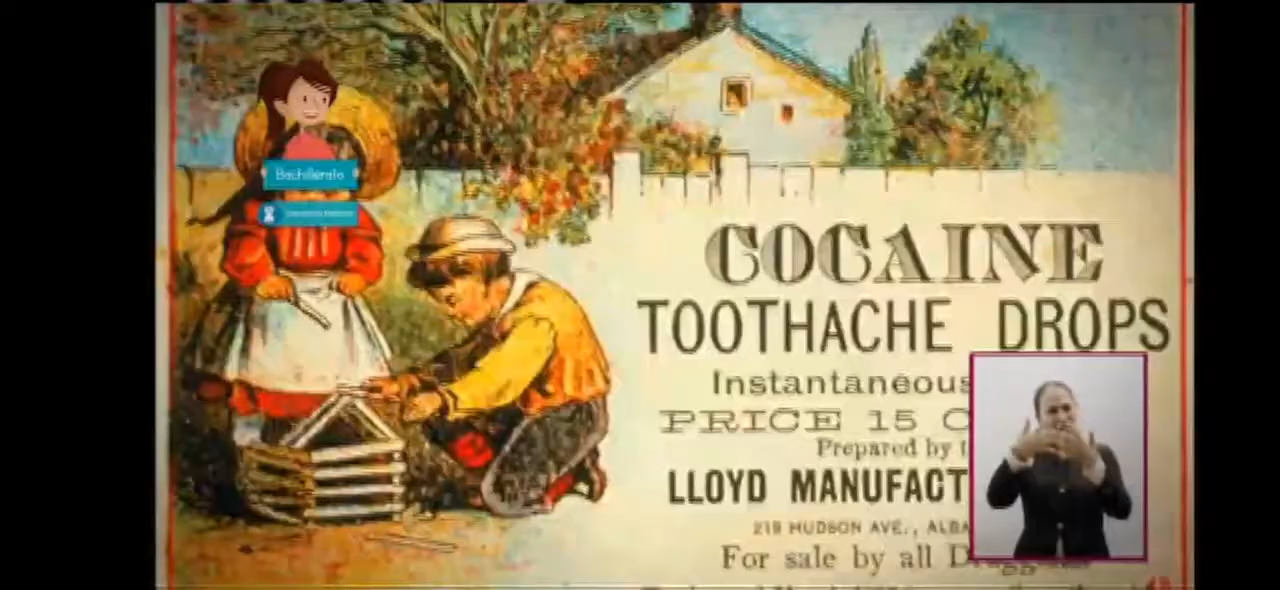 Bachillerato
COCAINE
TOOTHACHE DROPS
Instantaneous
PRICE 15 C
Prepared by t
LLOYD MANUFACT
219 HUDSON AVE., ALBA
For sale by all D